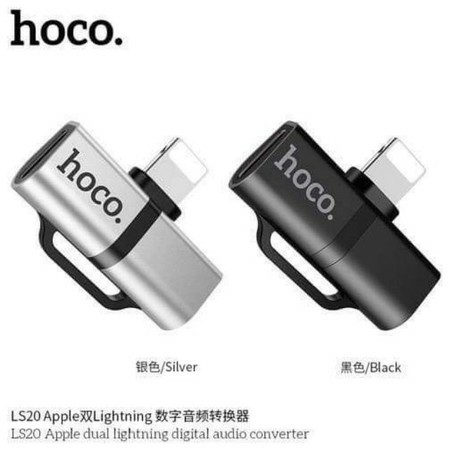 hoco.
hoco.
hoco.
银色/Silver
黑色/Black
LS20 Apple双Lightning 数字音频转换器
LS20 Apple dual lightning digital audio converter